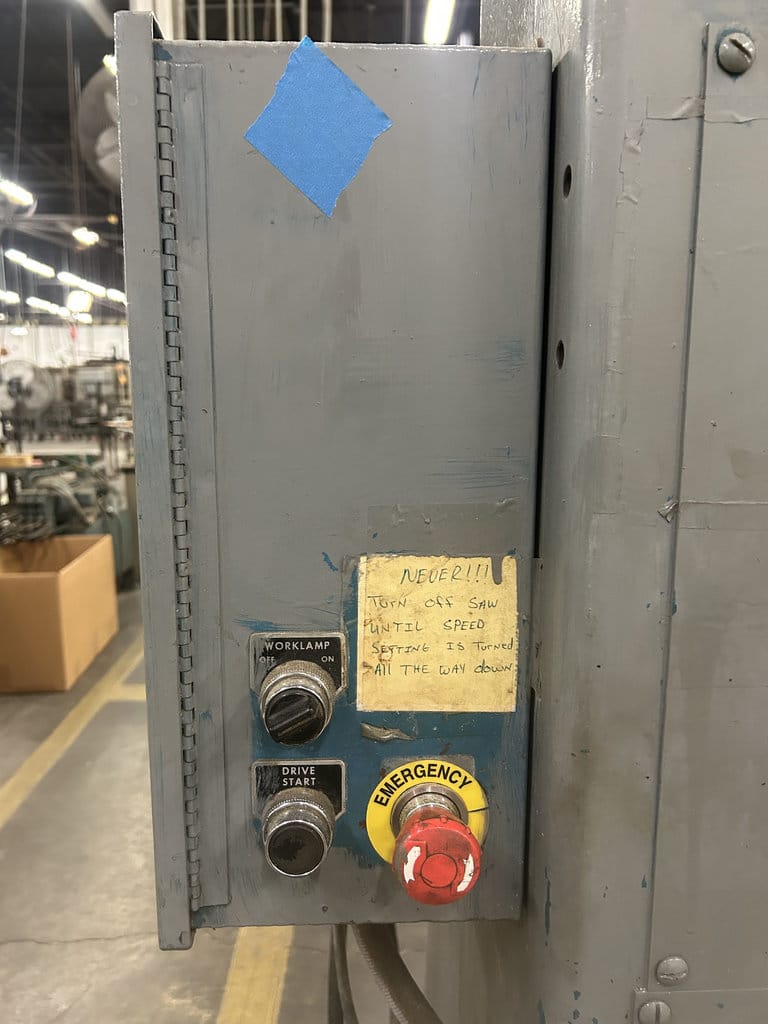 NEVER!!!
Turn off SAW
UNTIL SPEED
SETTING IS Turned
All THE WAY down
WORKLAMP
OFF ON
DRIVE
START
EMERGENCY